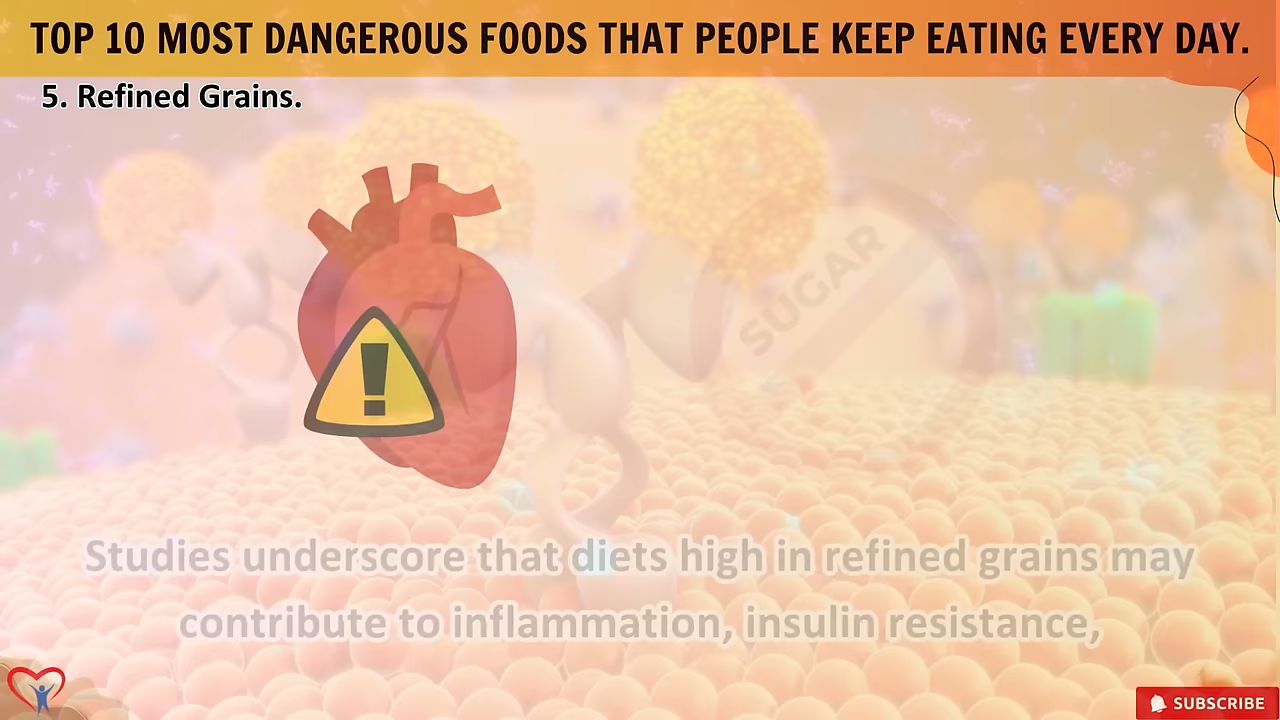 TOP 10 MOST DANGEROUS FOODS THAT PEOPLE KEEP EATING EVERY DAY.
5. Refined Grains.
SUGAR
Studies underscore that diets high in refined grains may
contribute to inflammation, insulin resistance,
SUBSCRIBE